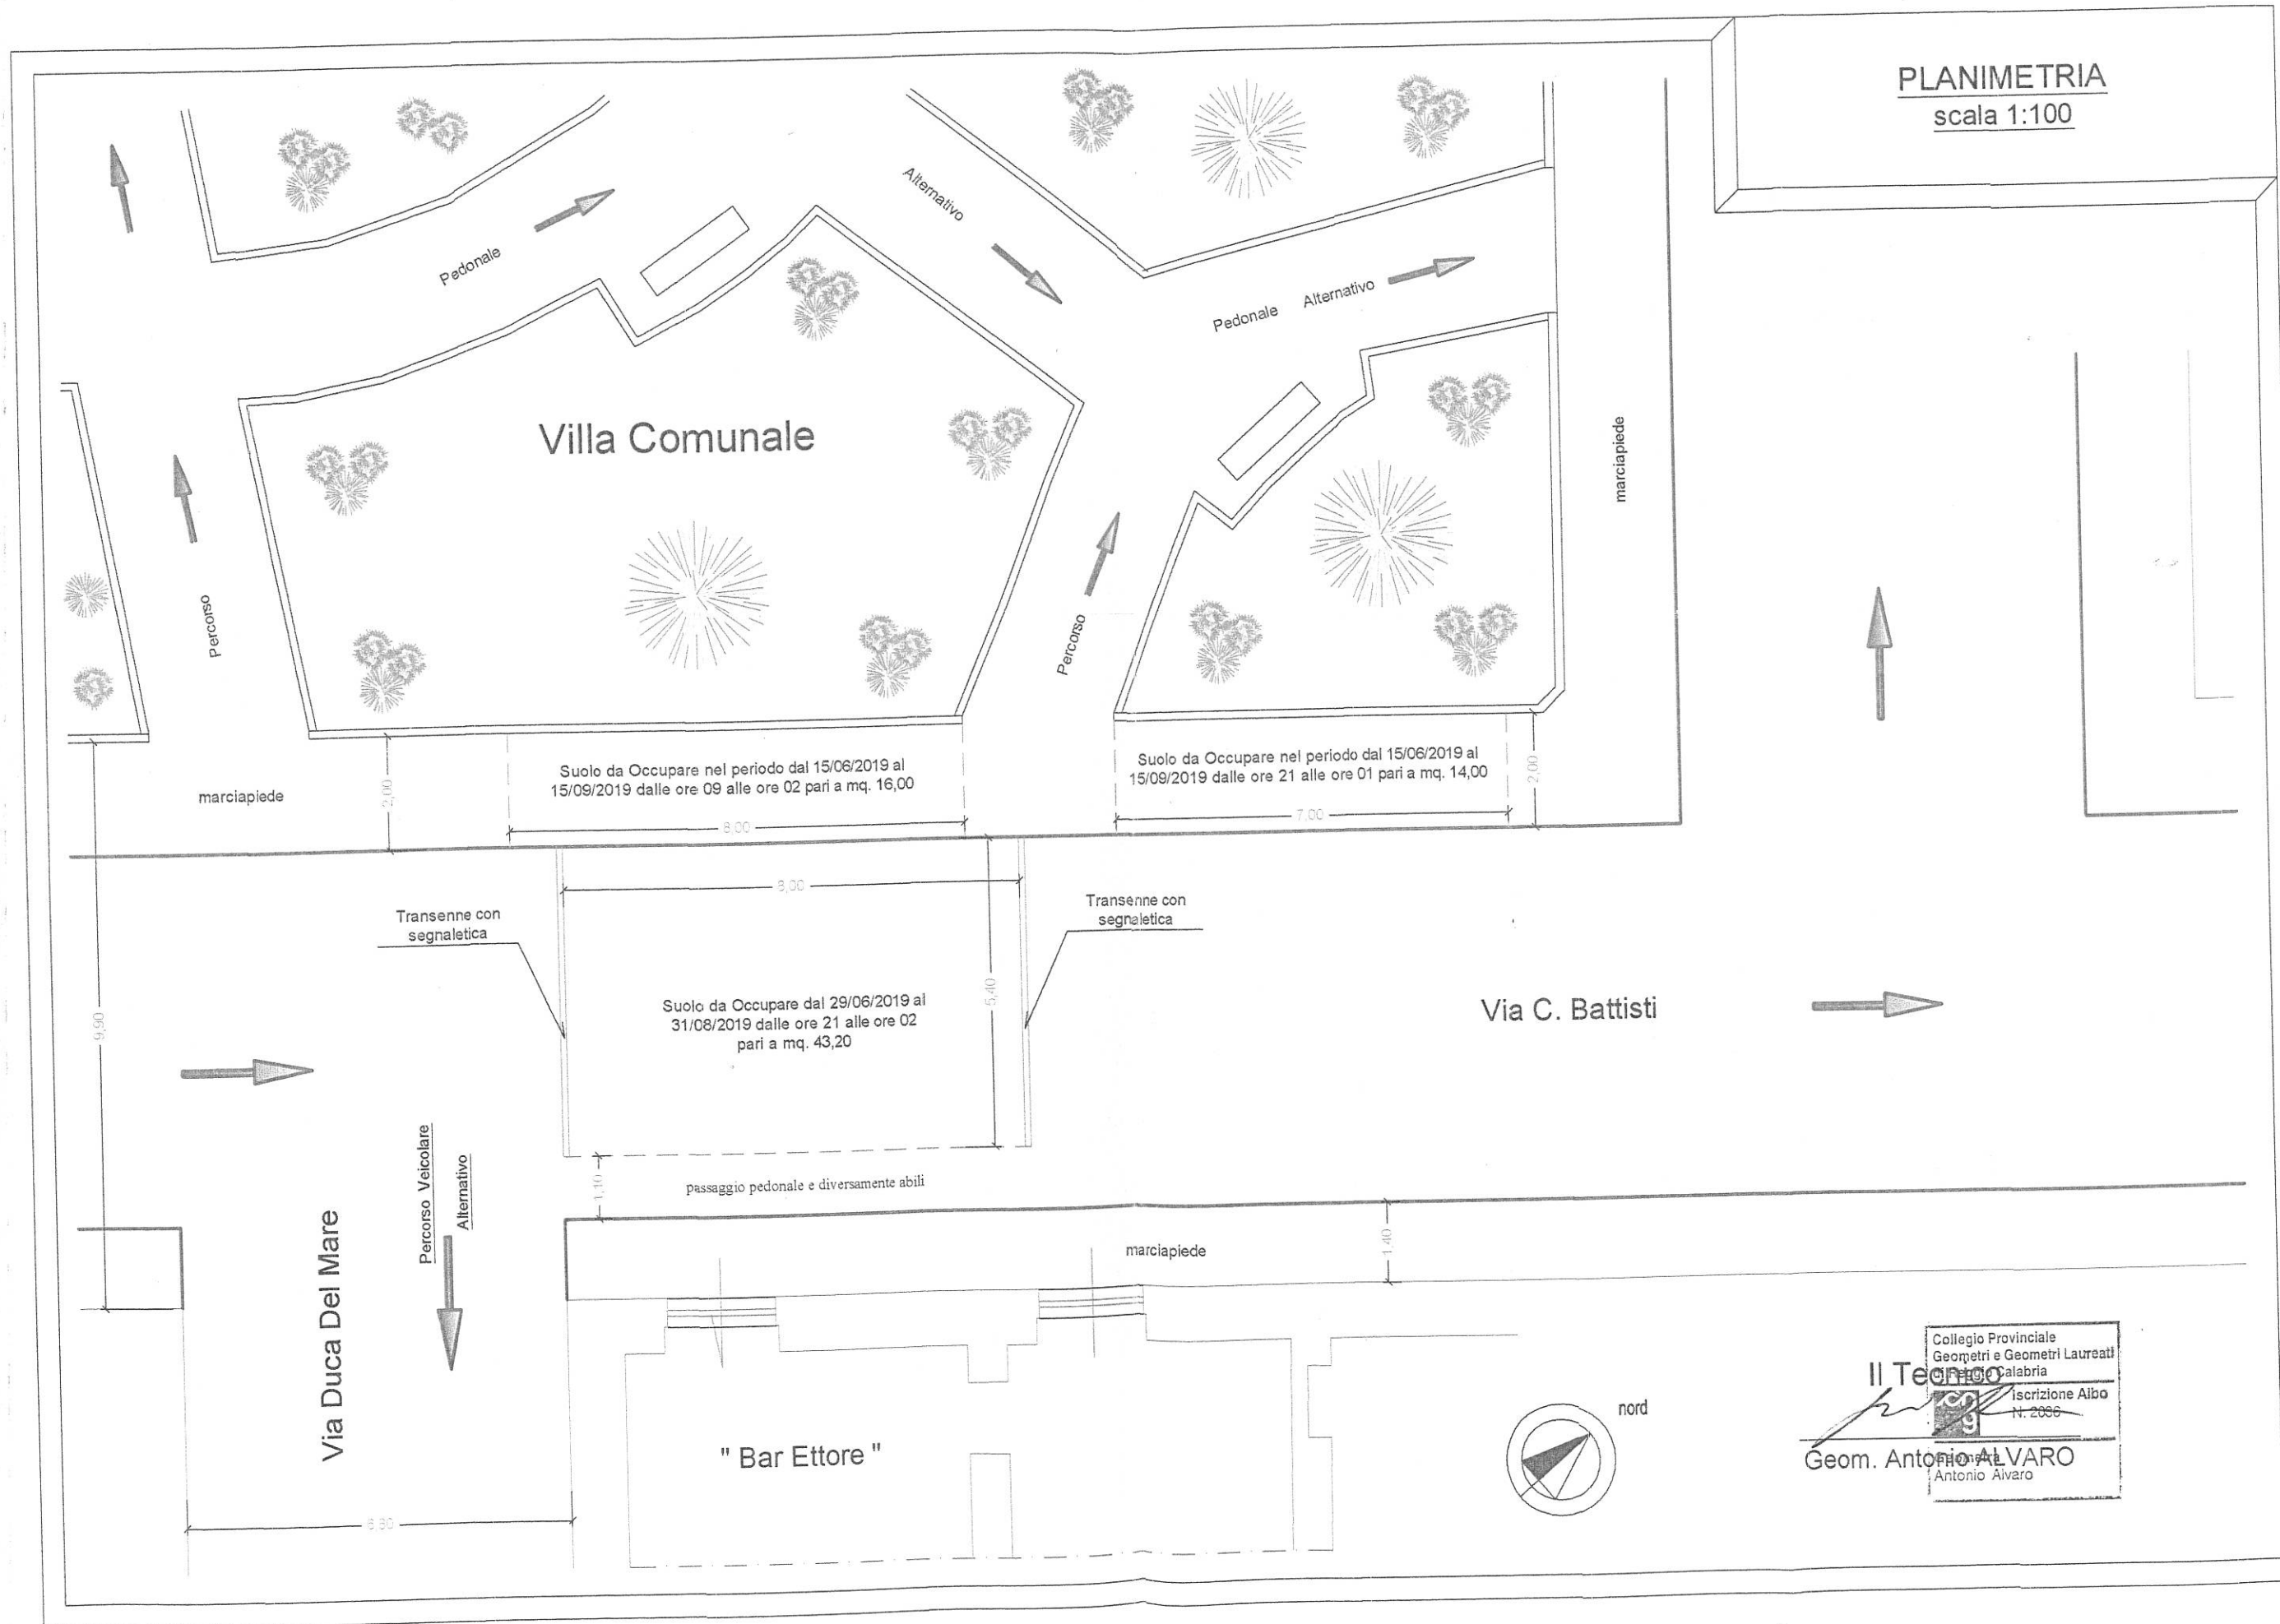 PLANIMETRIA
scala 1:100
Pedonale
Alternativo
Pedonale Alternativo
Villa Comunale
marciapiede
Percorso
Percorso
Suolo da Occupare nel periodo dal 15/06/2019 al
15/09/2019 dalle ore 09 alle ore 02 pari a mq. 16,00
Suolo da Occupare nel periodo dal 15/06/2019 al
15/09/2019 dalle ore 21 alle ore 01 pari a mq. 14,00
marciapiede
2,00
2,00
8,00
7,00
8,00
Transenne con
segnaletica
Transenne con
segnaletica
5,40
9,90
Suolo da Occupare dal 29/06/2019 al
31/08/2019 dalle ore 21 alle ore 02
pari a mq. 43,20
Via C. Battisti
Percorso Veicolare
Alternativo
1,10
passaggio pedonale e diversamente abili
Via Duca Del Mare
marciapiede
1,40
" Bar Ettore "
nord
Il Tecnico
Geom. Antonio ALVARO
Collegio Provinciale
Geometri e Geometri Laureati
di Reggio Calabria
Iscrizione Albo
N. 2036
Geometra
Antonio Alvaro